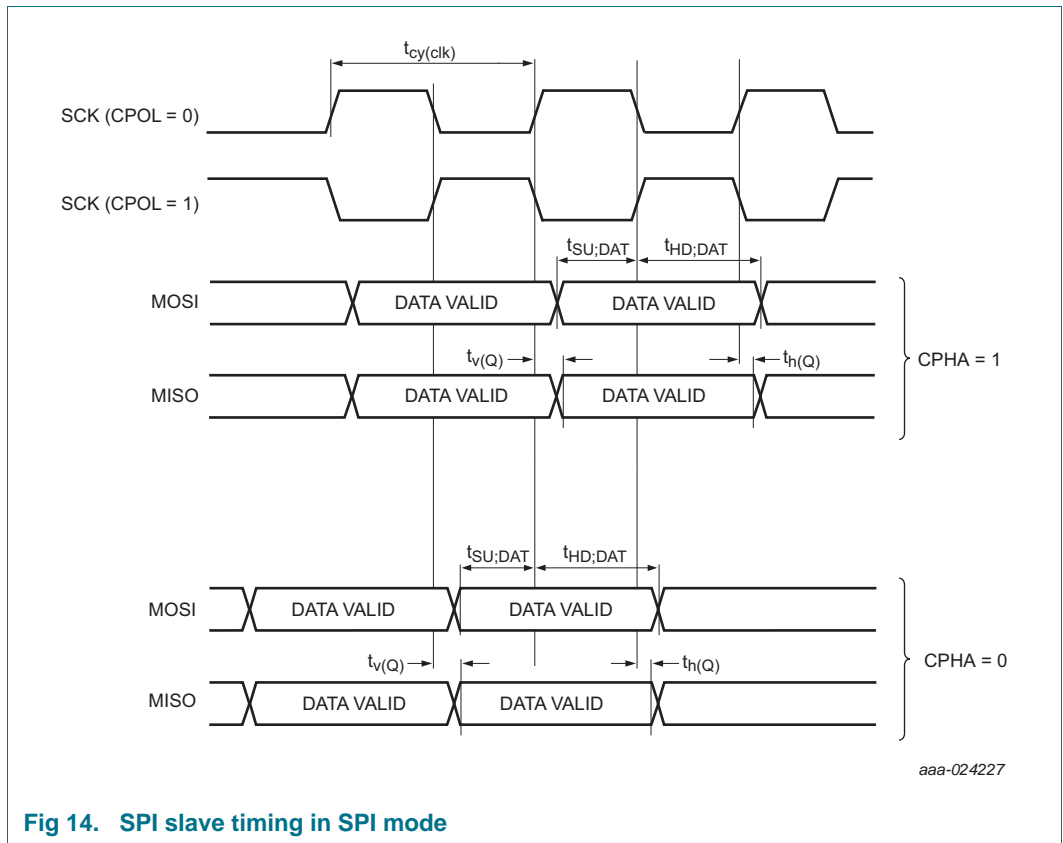 tcy(clk)
SCK (CPOL = 0)
SCK (CPOL = 1)
tSU;DAT tHD;DAT
MOSI DATA VALID DATA VALID
tv(Q) th(Q)
CPHA = 1
MISO DATA VALID DATA VALID
tSU;DAT tHD;DAT
MOSI DATA VALID DATA VALID
tv(Q) th(Q)
CPHA = 0
MISO DATA VALID DATA VALID
aaa-024227
Fig 14. SPI slave timing in SPI mode